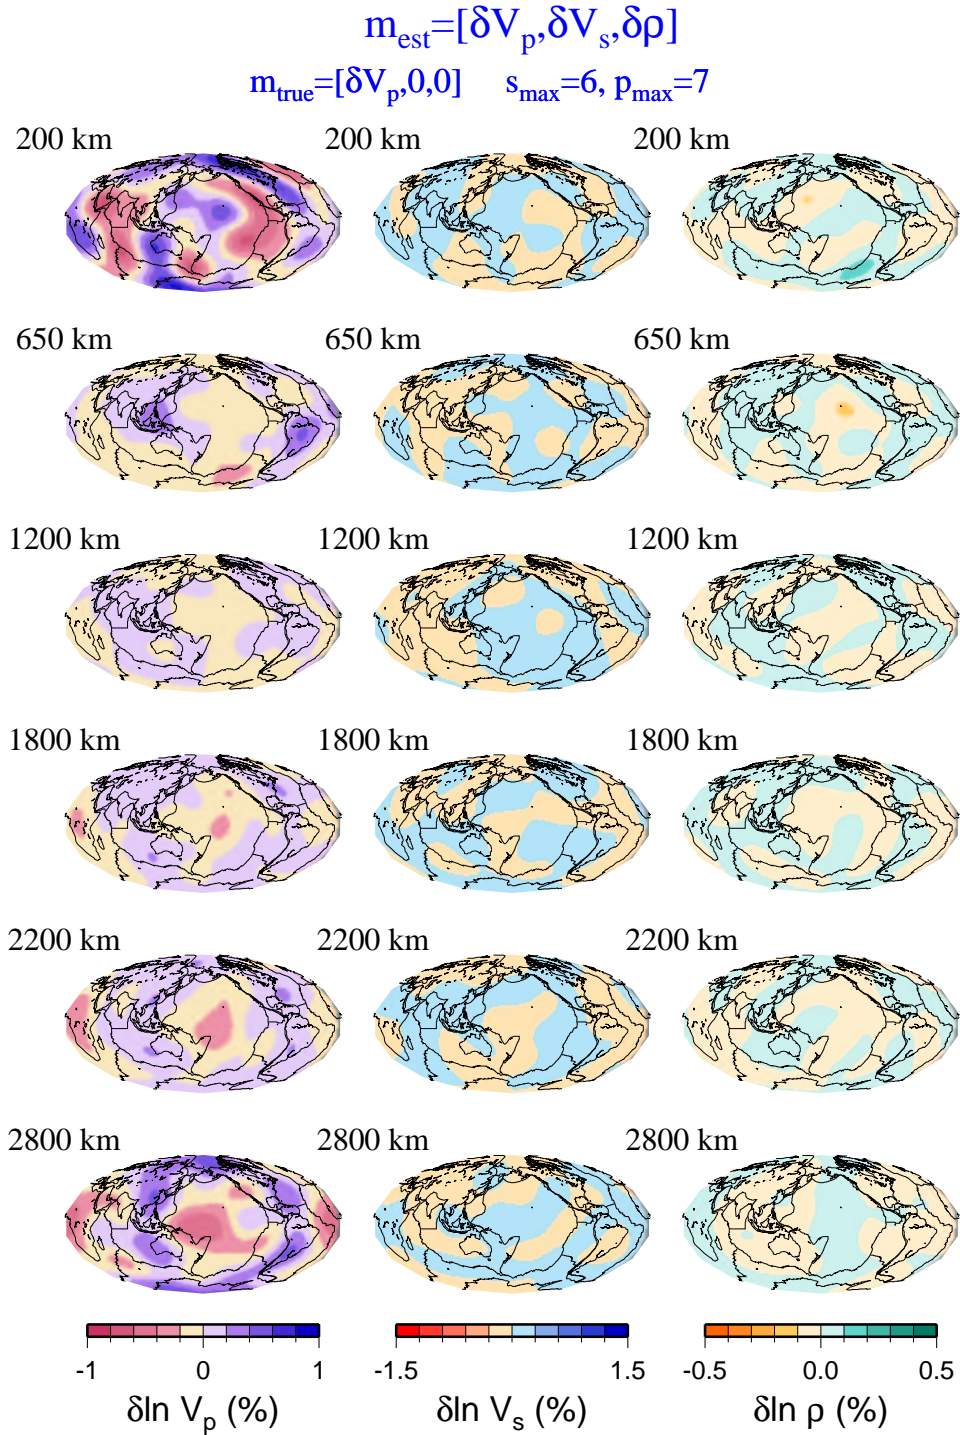 m_est=[δV_p,δV_s,δρ]
m_true=[δV_p,0,0] s_max=6, p_max=7
200 km 200 km 200 km
650 km 650 km 650 km
1200 km 1200 km 1200 km
1800 km 1800 km 1800 km
2200 km 2200 km 2200 km
2800 km 2800 km 2800 km
-1 0 1 -1.5 1.5 -0.5 0.0 0.5
δln V_p (%) δln V_s (%) δln ρ (%)